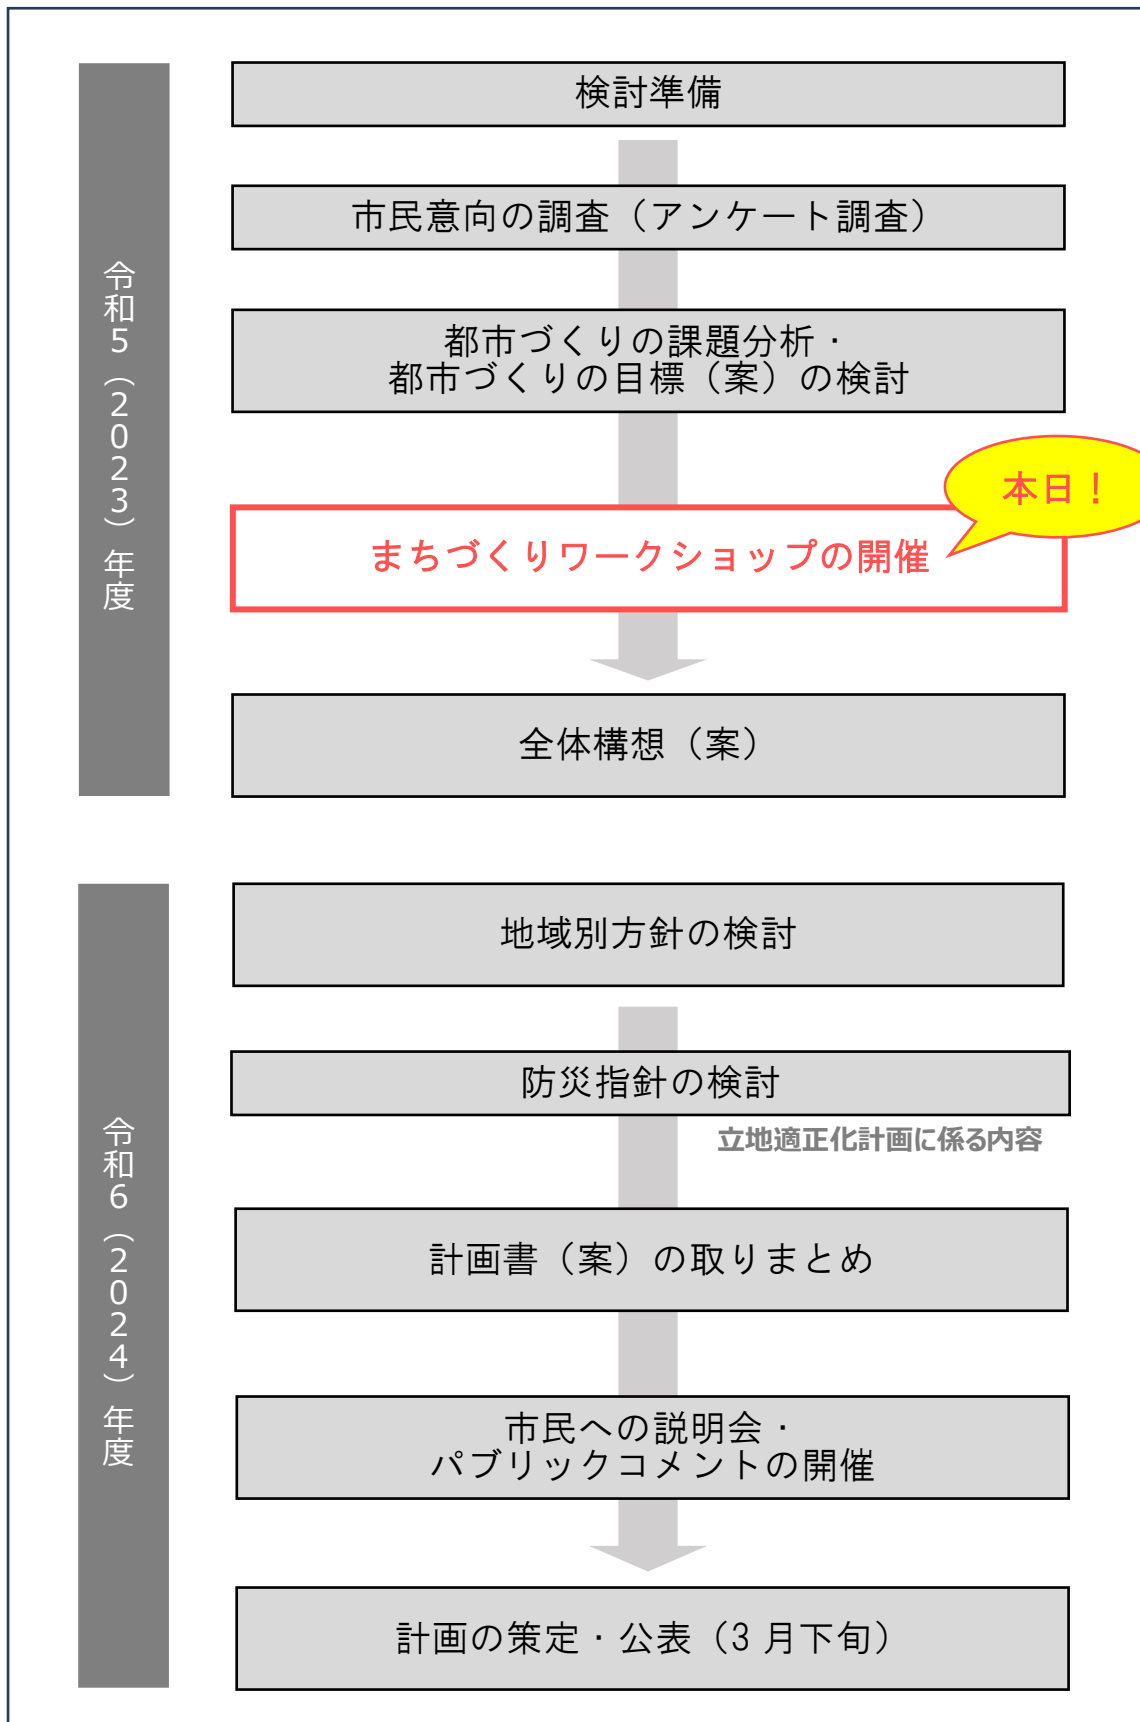 令和5（2023）年度
検討準備
市民意向の調査（アンケート調査）
都市づくりの課題分析・
都市づくりの目標（案）の検討
本日！
まちづくりワークショップの開催
全体構想（案）
令和6（2024）年度
地域別方針の検討
防災指針の検討
立地適正化計画に係る内容
計画書（案）の取りまとめ
市民への説明会・
パブリックコメントの開催
計画の策定・公表（3月下旬）